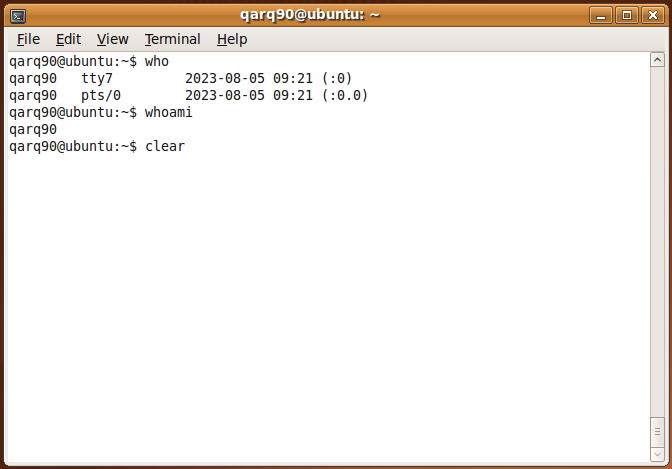 qarq90@ubuntu: ~
File Edit View Terminal Help
qarq90@ubuntu:~$ who
qarq90   tty7         2023-08-05 09:21 (:0)
qarq90   pts/0        2023-08-05 09:21 (:0.0)
qarq90@ubuntu:~$ whoami
qarq90
qarq90@ubuntu:~$ clear